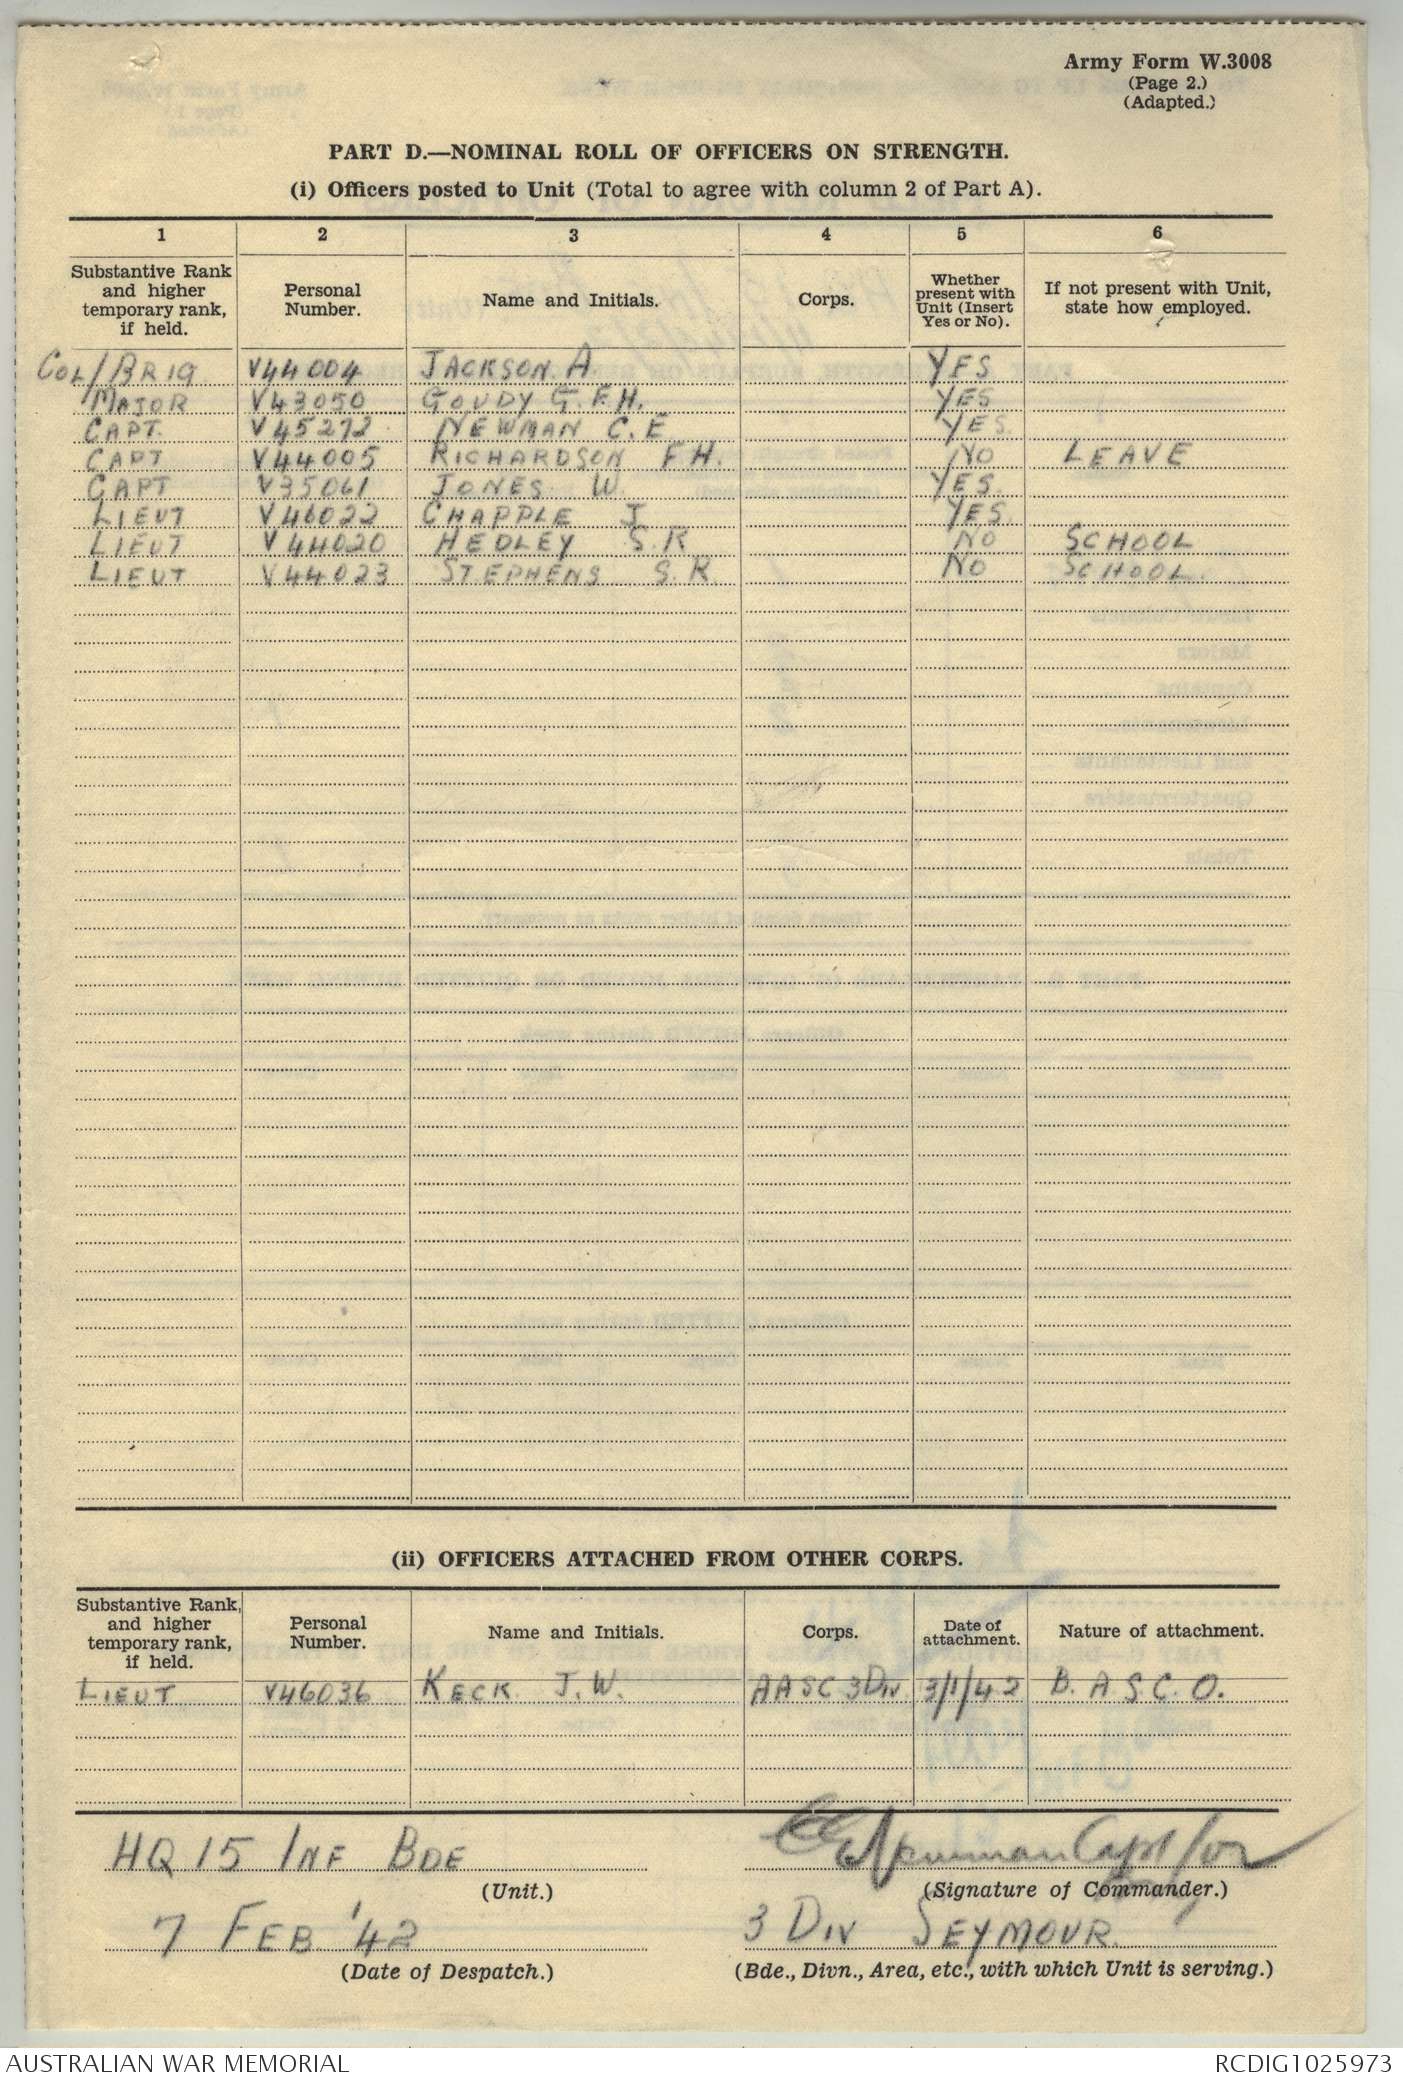 Army Form W.3008
(Page 2.)
(Adapted.)
PART D.—NOMINAL ROLL OF OFFICERS ON STRENGTH.
(i) Officers posted to Unit (Total to agree with column 2 of Part A).
1 2 3 4 5 6
Substantive Rank and higher temporary rank, if held. Personal Number. Name and Initials. Corps. Whether present with Unit (Insert Yes or No). If not present with Unit, state how employed.
COL/BRIG V44004 JACKSON. A YES
MAJOR V43050 GOUDY G.F.H. YES
CAPT. V45272 NEWMAN C.E YES.
CAPT V44005 RICHARDSON F.H. NO LEAVE
CAPT V35061 JONES W. YES.
LIEUT V46022 CHAPPLE J YES.
LIEUT V44020 HEDLEY S.R NO SCHOOL
LIEUT V44023 STEPHENS S.R. NO SCHOOL.
(ii) OFFICERS ATTACHED FROM OTHER CORPS.
Substantive Rank, and higher temporary rank, if held. Personal Number. Name and Initials. Corps. Date of attachment. Nature of attachment.
LIEUT V46036 KECK J.W. AASC 3 DIV 3/1/42 B.A.S.C.O.
HQ 15 INF BDE CE Newman Capt for
(Unit.) (Signature of Commander.)
7 FEB '42 3 DIV SEYMOUR.
(Date of Despatch.) (Bde., Divn., Area, etc., with which Unit is serving.)
AUSTRALIAN WAR MEMORIAL RCDIG1025973